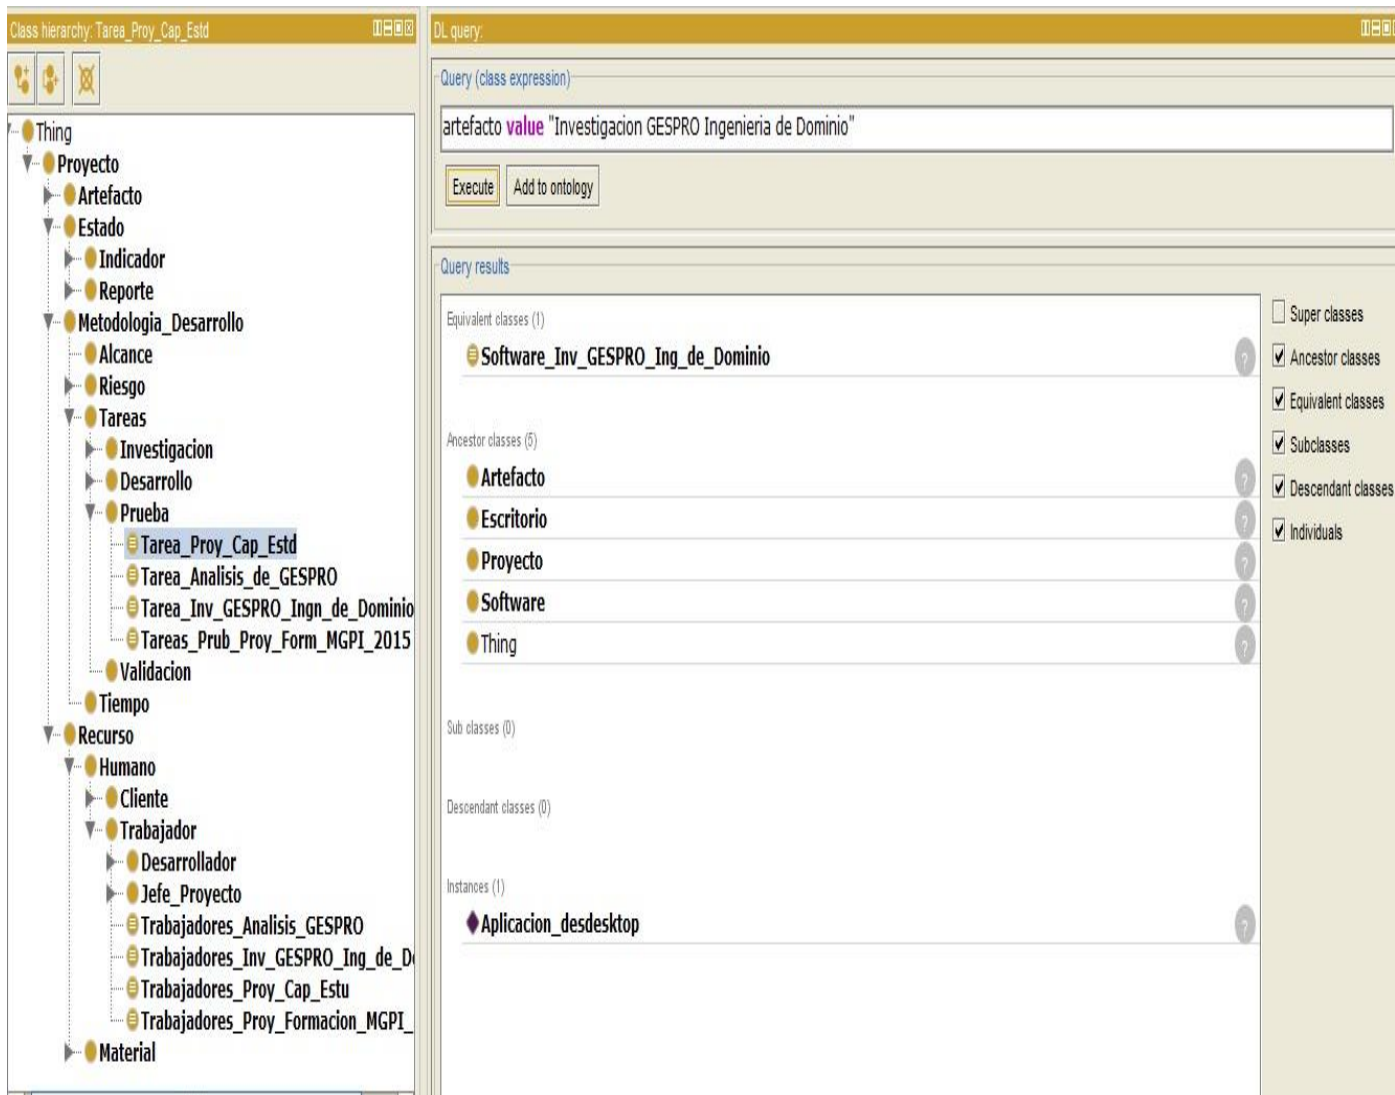 Class hierarchy: Tarea_Proy_Cap_Estd
Thing
Proyecto
Artefacto
Estado
Indicador
Reporte
Metodologia_Desarrollo
Alcance
Riesgo
Tareas
Investigacion
Desarrollo
Prueba
Tarea_Proy_Cap_Estd
Tarea_Analisis_de_GESPRO
Tarea_Inv_GESPRO_Ingn_de_Dominio
Tareas_Prub_Proy_Form_MGPI_2015
Validacion
Tiempo
Recurso
Humano
Cliente
Trabajador
Desarrollador
Jefe_Proyecto
Trabajadores_Analisis_GESPRO
Trabajadores_Inv_GESPRO_Ing_de_D
Trabajadores_Proy_Cap_Estu
Trabajadores_Proy_Formacion_MGPI_
Material
DL query:
Query (class expression)
artefacto value "Investigacion GESPRO Ingenieria de Dominio"
Execute Add to ontology
Query results
Equivalent classes (1)
Software_Inv_GESPRO_Ing_de_Dominio ?
Ancestor classes (5)
Artefacto ?
Escritorio ?
Proyecto ?
Software ?
Thing ?
Sub classes (0)
Descendant classes (0)
Instances (1)
Aplicacion_desdesktop ?
Super classes
Ancestor classes
Equivalent classes
Subclasses
Descendant classes
Individuals